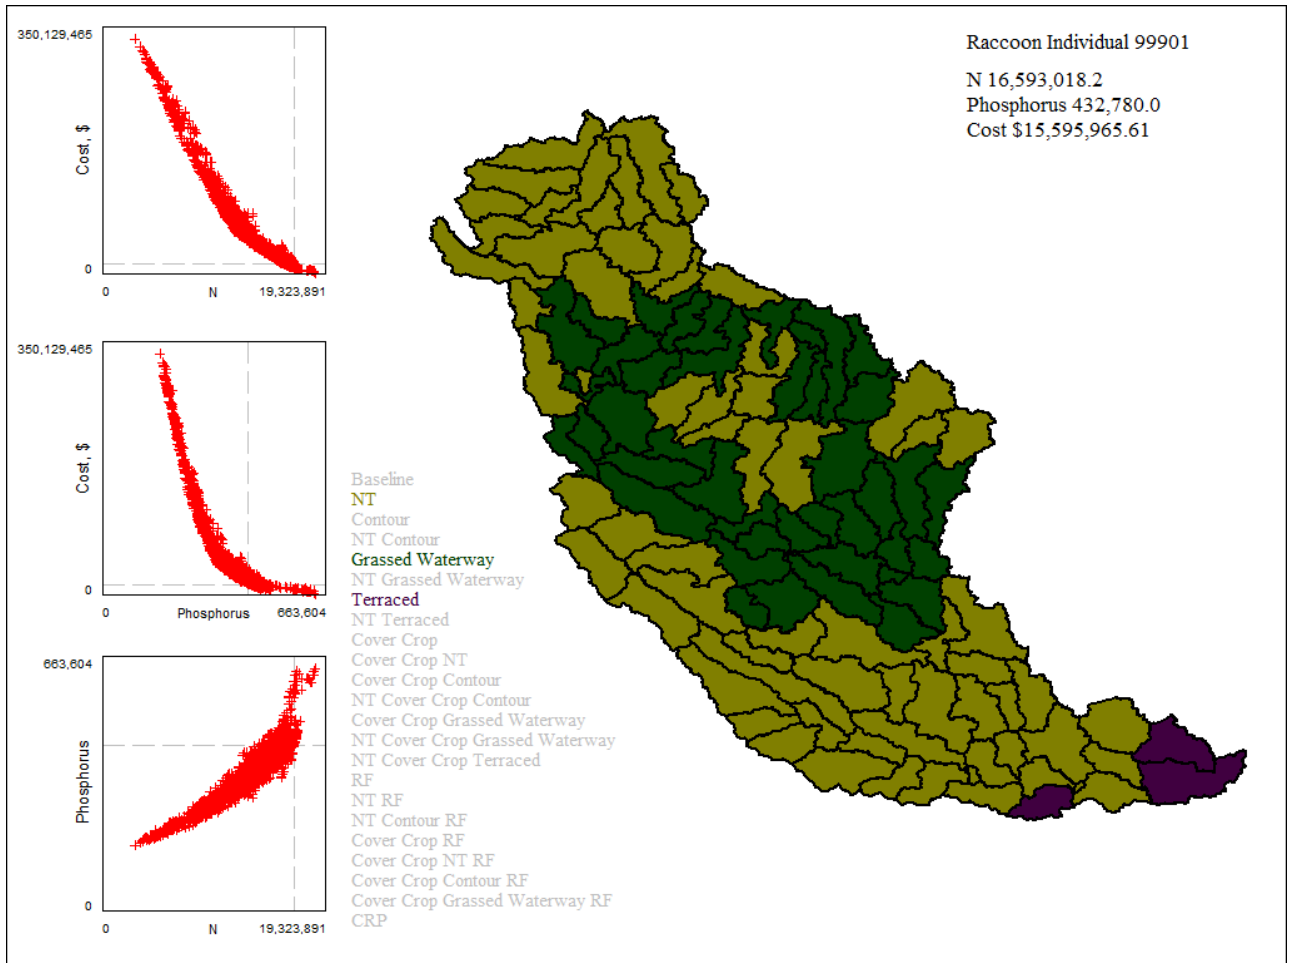 350,129,465
Cost, $
0
0 N 19,323,891
350,129,465
Cost, $
0
0 Phosphorus 663,604
663,604
Phosphorus
0
0 N 19,323,891
Baseline
NT
Contour
NT Contour
Grassed Waterway
NT Grassed Waterway
Terraced
NT Terraced
Cover Crop
Cover Crop NT
Cover Crop Contour
NT Cover Crop Contour
Cover Crop Grassed Waterway
NT Cover Crop Grassed Waterway
NT Cover Crop Terraced
RF
NT RF
NT Contour RF
Cover Crop RF
Cover Crop NT RF
Cover Crop Contour RF
Cover Crop Grassed Waterway RF
CRP
Raccoon Individual 99901
N 16,593,018.2
Phosphorus 432,780.0
Cost $15,595,965.61